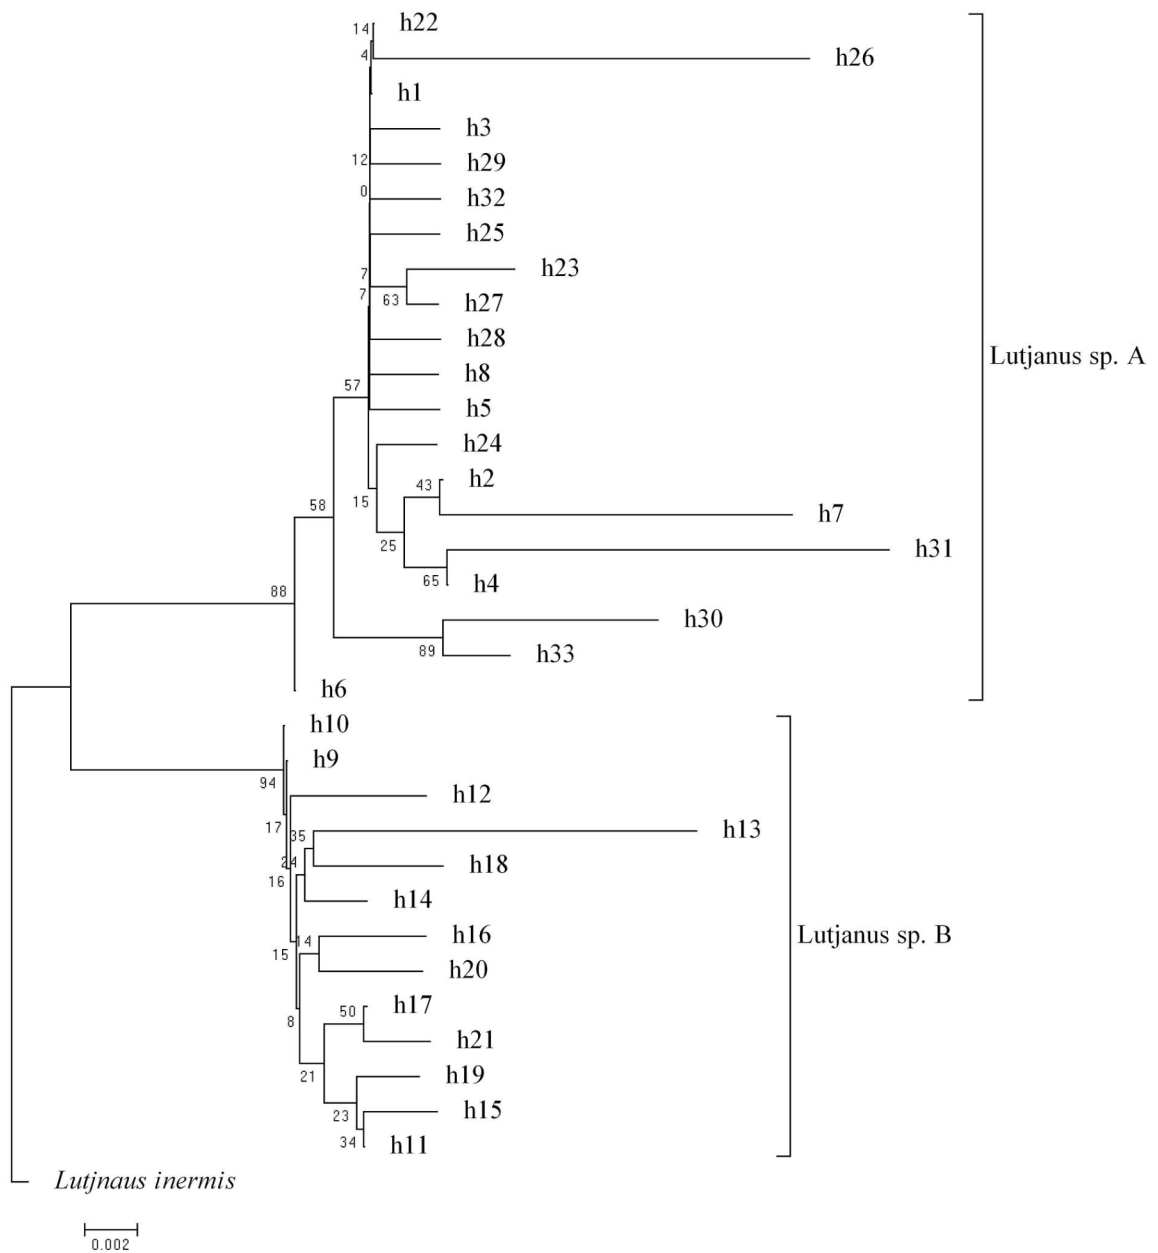 14
h22
4
h26
h1
h3
12
h29
0
h32
h25
7
h23
7
63
h27
h28
Lutjanus sp. A
h8
57
h5
h24
43
h2
15
58
h7
25
h31
65
h4
88
h30
89
h33
h6
h10
94
h9
h12
17
35
h13
24
h18
16
h14
14
h16
Lutjanus sp. B
15
h20
50
h17
8
h21
21
h19
23
h15
34
h11
Lutjnaus inermis
0.002